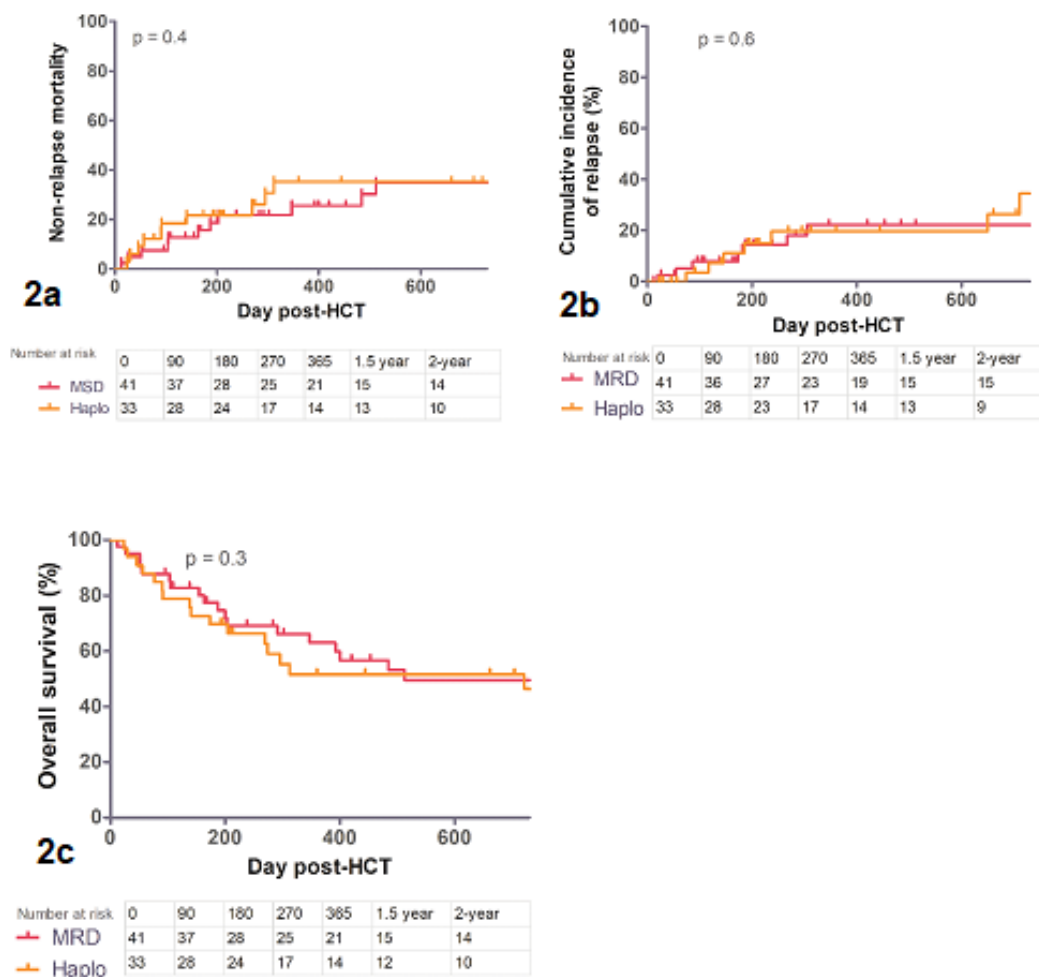 100
80
60
40
20
0
p = 0.4
Non-relapse mortality
0 200 400 600
Day post-HCT
2a
Number at risk 0 90 180 270 365 1.5 year 2-year
MSD 41 37 28 25 21 15 14
Haplo 33 28 24 17 14 13 10
100
80
60
40
20
0
p = 0.6
Cumulative incidence
of relapse (%)
0 200 400 600
Day post-HCT
2b
Number at risk 0 90 180 270 365 1.5 year 2-year
MRD 41 36 27 23 19 15 15
Haplo 33 28 23 17 14 13 9
100
80
60
40
20
0
p = 0.3
Overall survival (%)
0 200 400 600
Day post-HCT
2c
Number at risk 0 90 180 270 365 1.5 year 2-year
MRD 41 37 28 25 21 15 14
Haplo 33 28 24 17 14 12 10